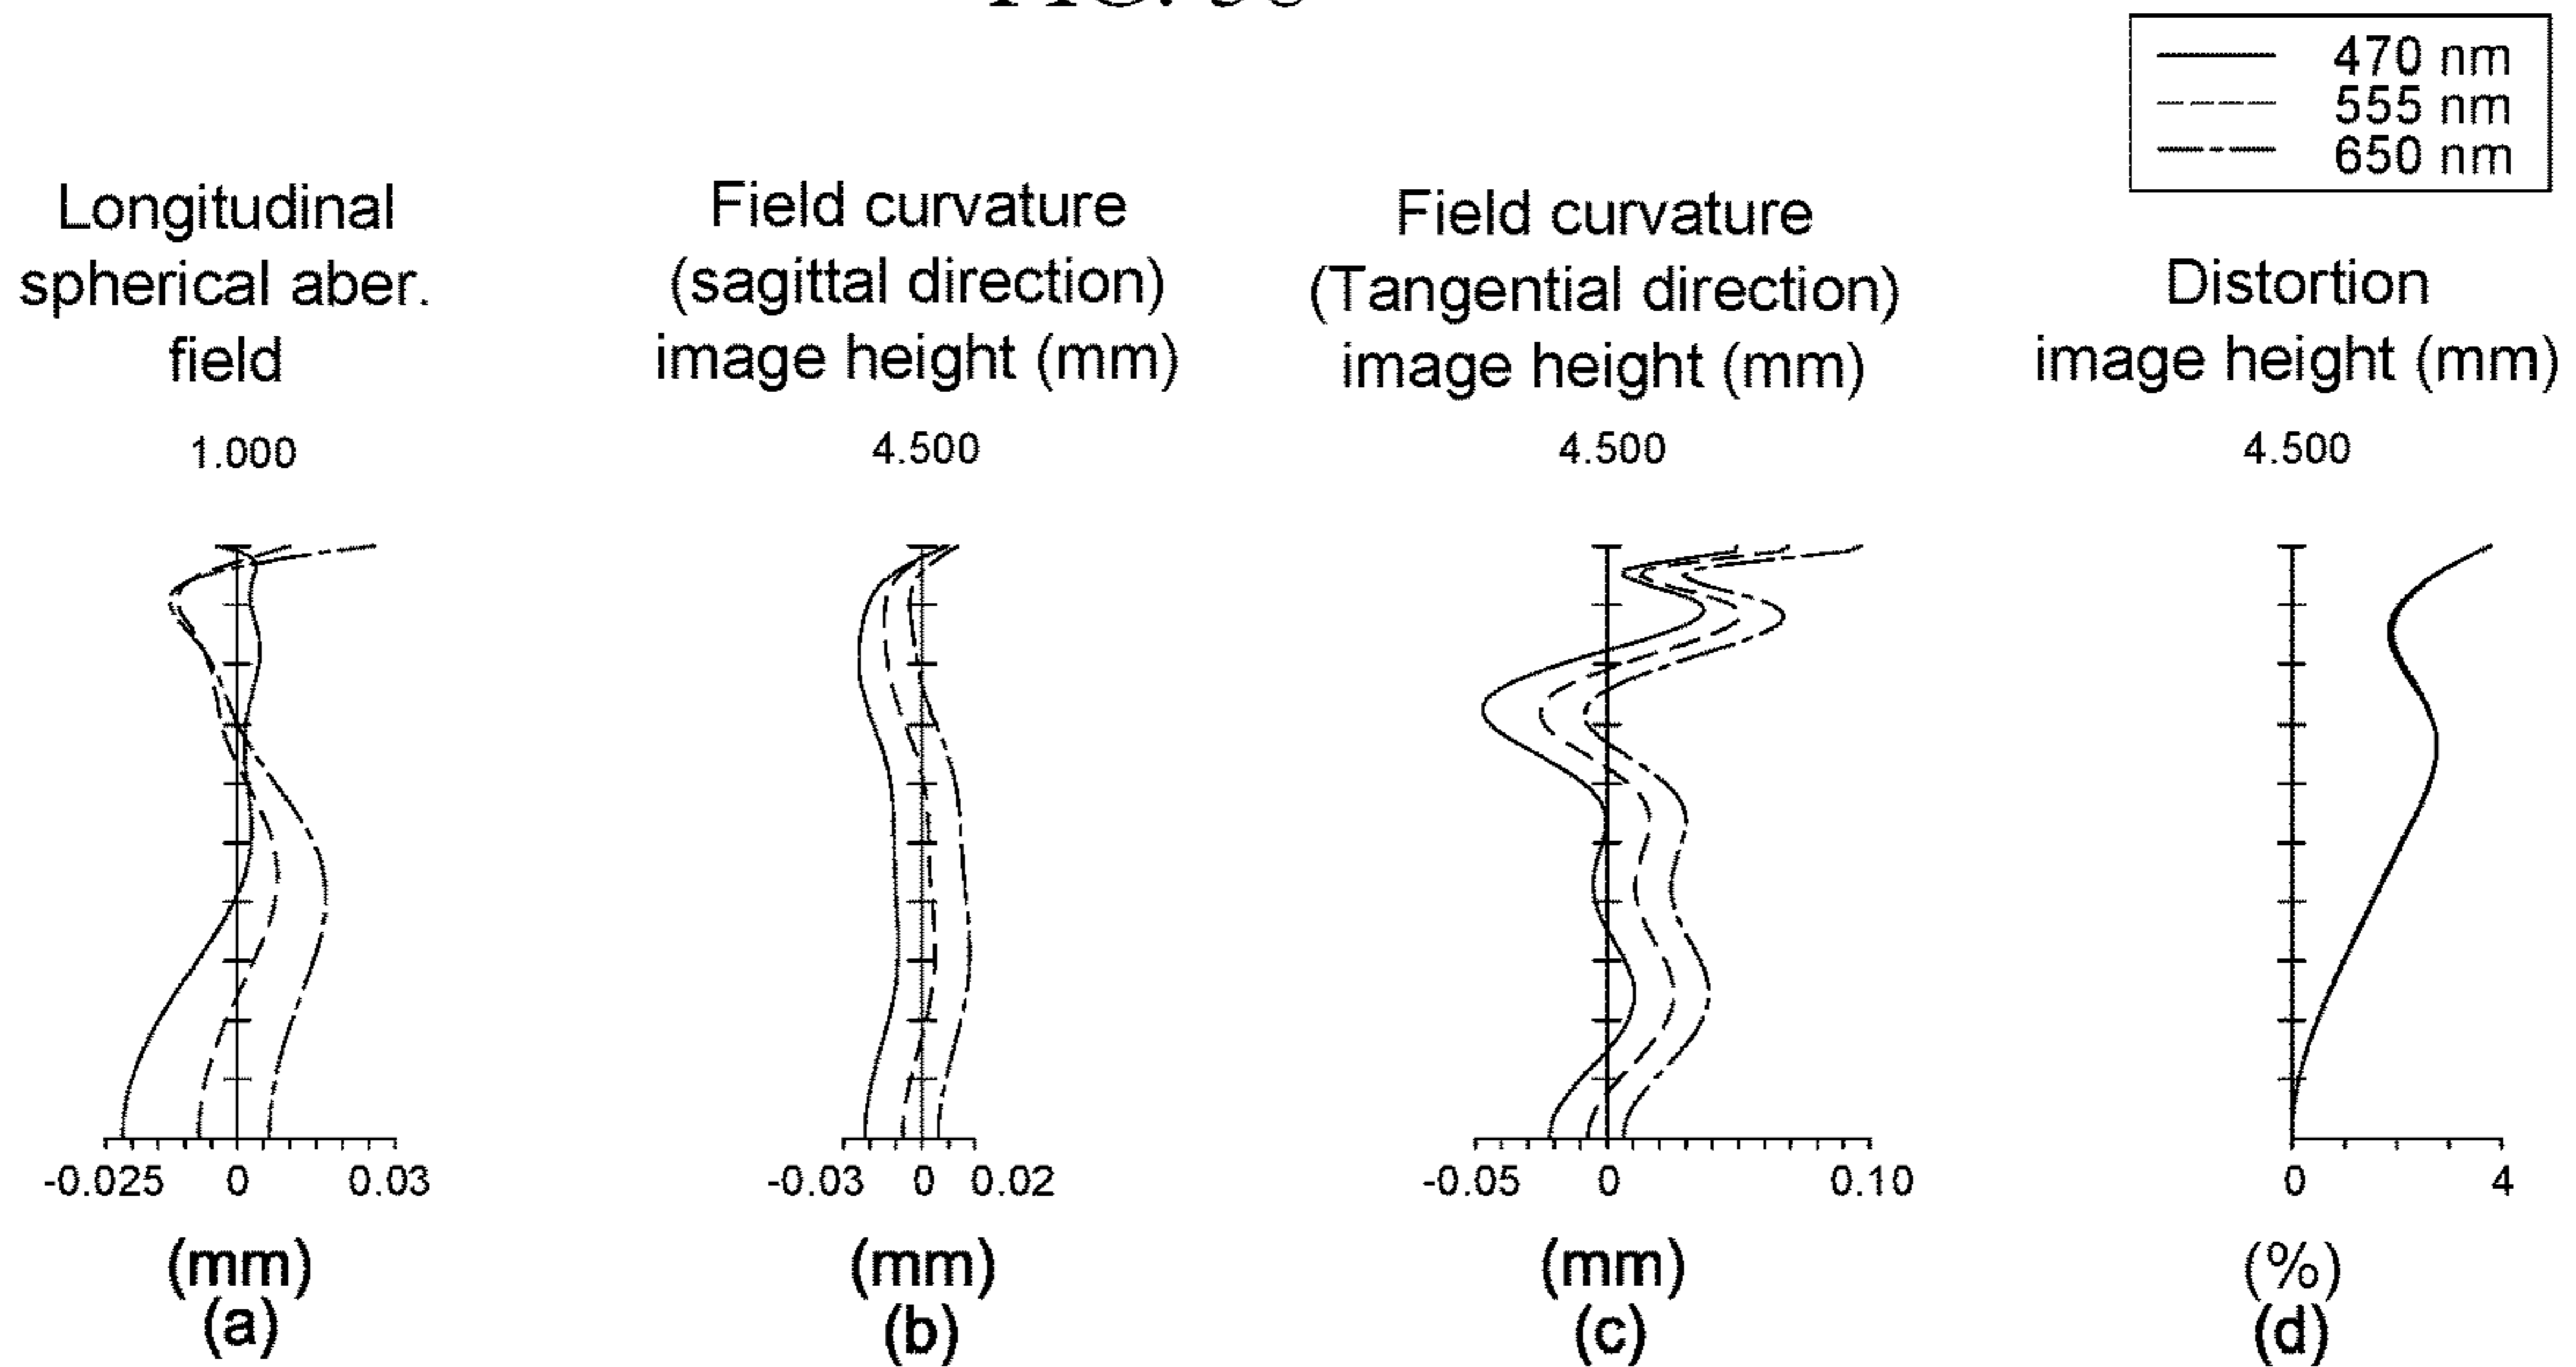 470 nm
555 nm
650 nm
Longitudinal
spherical aber.
field
1.000
Field curvature
(sagittal direction)
image height (mm)
4.500
Field curvature
(Tangential direction)
image height (mm)
4.500
Distortion
image height (mm)
4.500
-0.025 0 0.03
(mm)
(a)
-0.03 0 0.02
(mm)
(b)
-0.05 0 0.10
(mm)
(c)
0 4
(%)
(d)